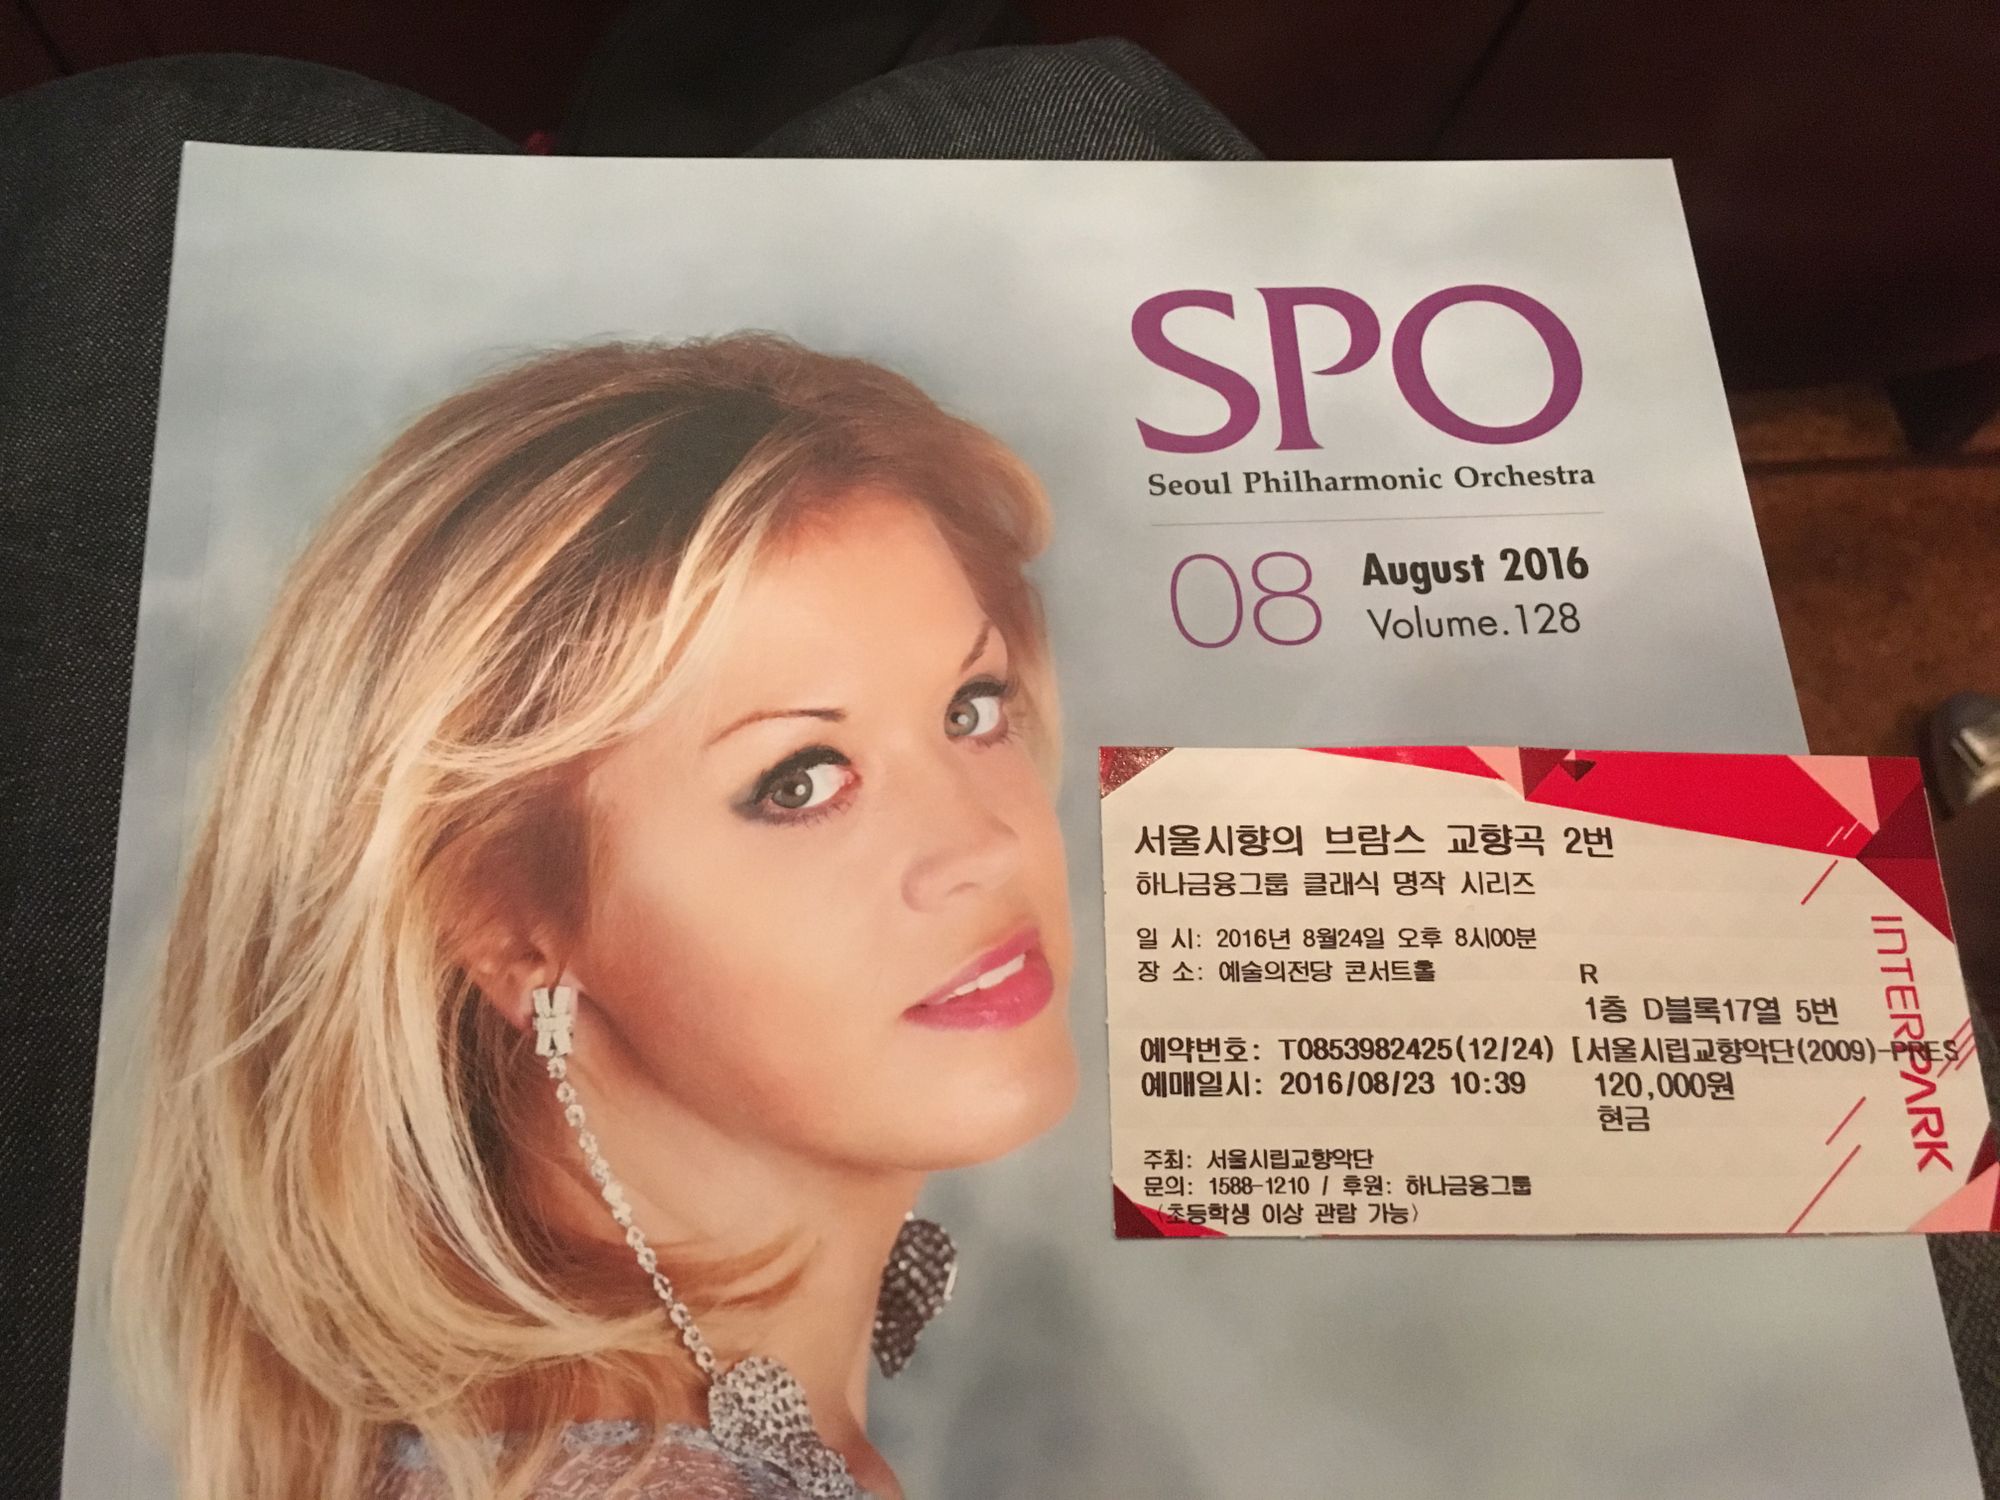 SPO
Seoul Philharmonic Orchestra
08 August 2016
Volume.128
서울시향의 브람스 교향곡 2번
하나금융그룹 클래식 명작 시리즈
일 시: 2016년 8월24일 오후 8시00분
장 소: 예술의전당 콘서트홀 R
1층 D블록17열 5번
예약번호: T0853982425(12/24) [서울시립교향악단(2009)-PRES
예매일시: 2016/08/23 10:39 120,000원
현금
주최: 서울시립교향악단
문의: 1588-1210 / 후원: 하나금융그룹
(초등학생 이상 관람 가능)
INTERPARK